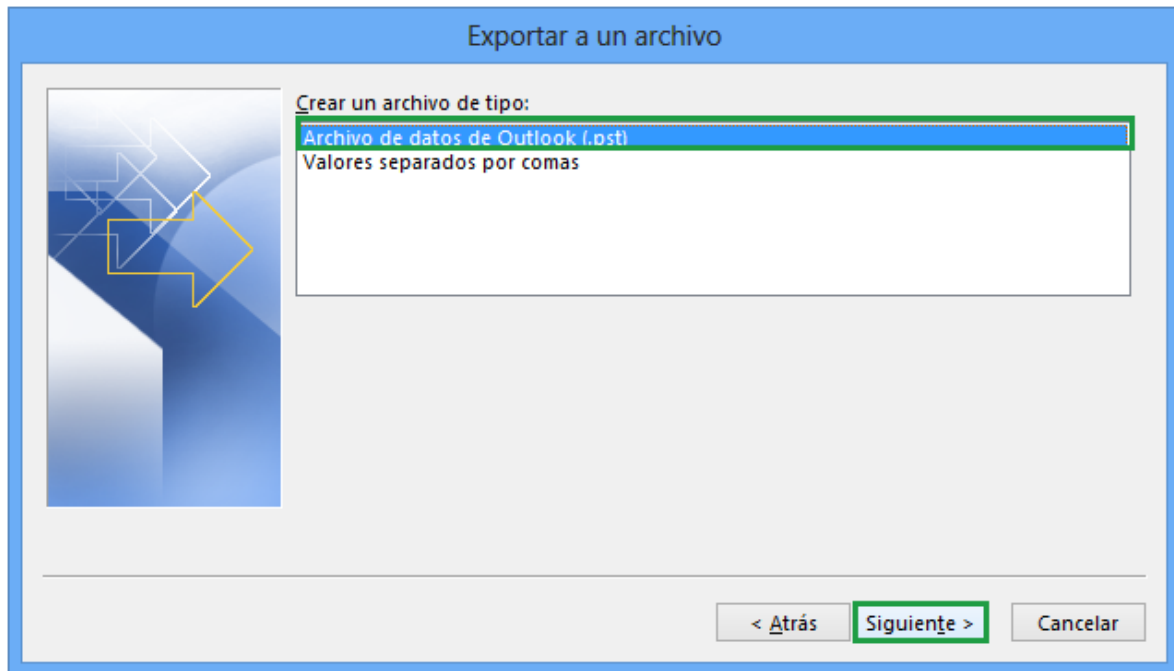 Exportar a un archivo
Crear un archivo de tipo:
Archivo de datos de Outlook (.pst)
Valores separados por comas
< Atrás
Siguiente >
Cancelar